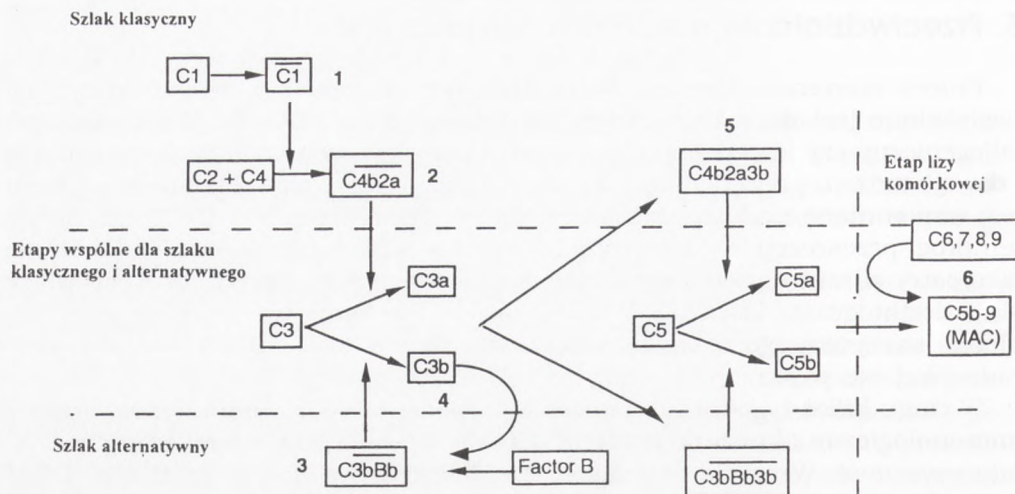 Szlak klasyczny
C1
C1
1
5
C2 + C4
C4b2a
2
C4b2a3b
Etap lizy
komórkowej
Etapy wspólne dla szlaku
klasycznego i alternatywnego
C6,7,8,9
C3a
C5a
6
C3
C5
C5b-9
(MAC)
C3b
C5b
4
Szlak alternatywny
3
C3bBb
Factor B
C3bBb3b